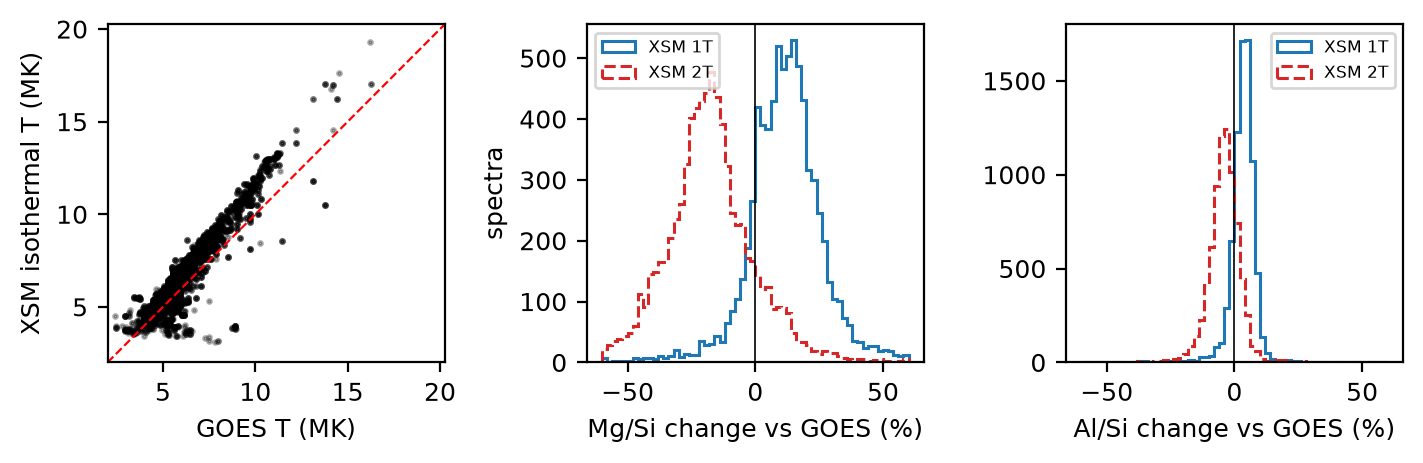 20
15
10
5
XSM isothermal T (MK)
5
10
15
20
GOES T (MK)
XSM 1T
XSM 2T
500
400
300
200
100
0
spectra
−50
0
50
Mg/Si change vs GOES (%)
XSM 1T
XSM 2T
1500
1000
500
0
−50
0
50
Al/Si change vs GOES (%)